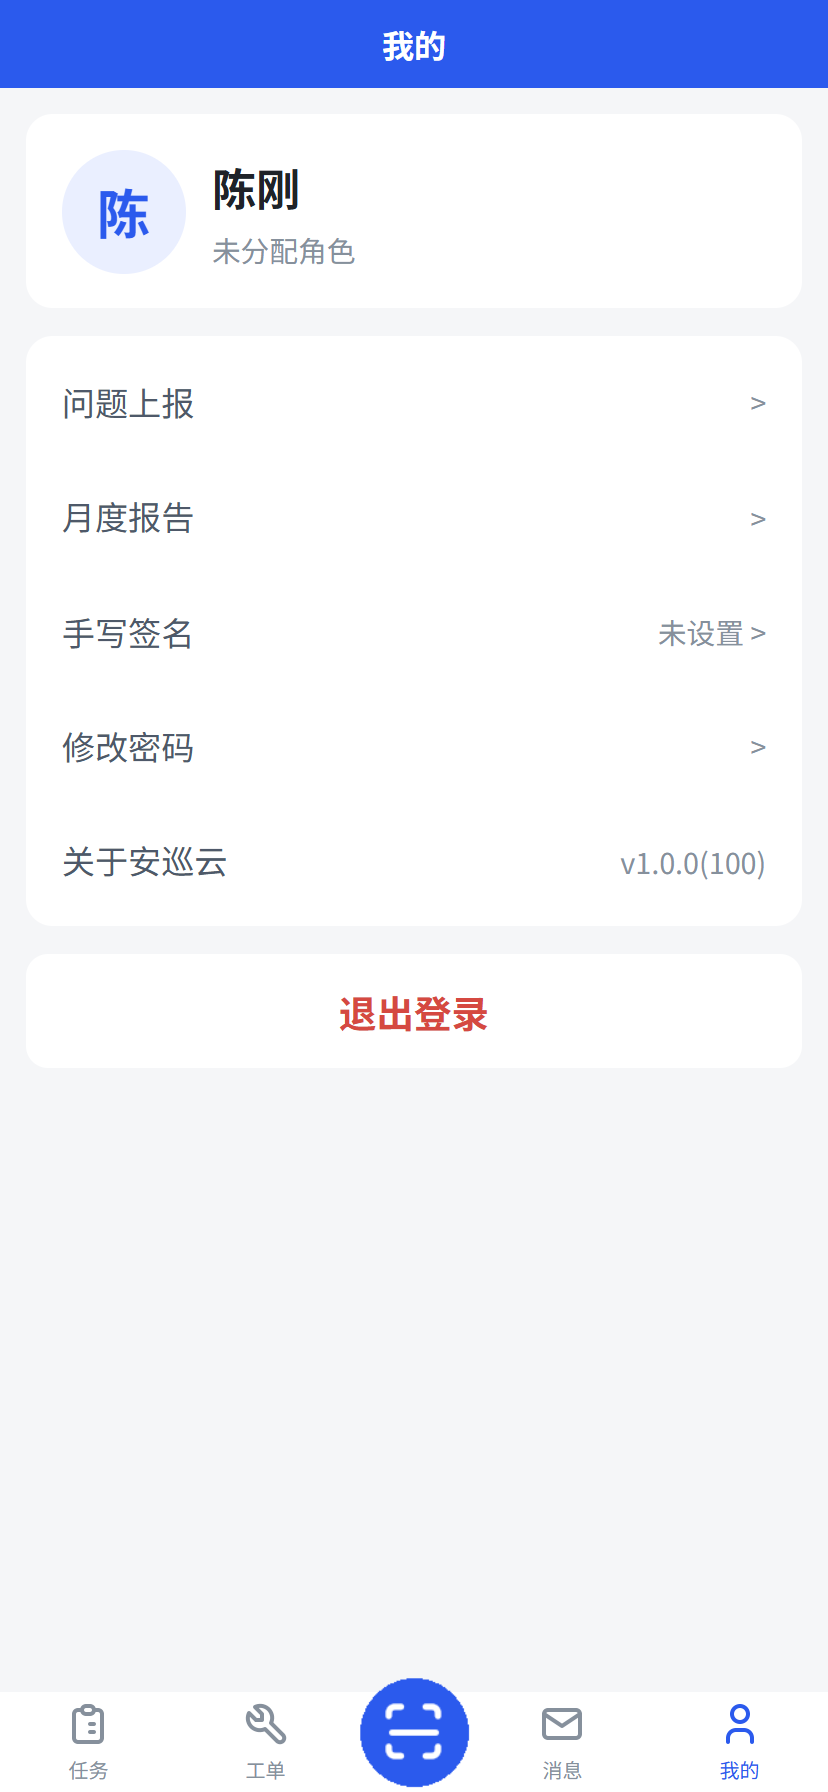 我的
陈
陈刚
未分配角色
问题上报 >
月度报告 >
手写签名 未设置 >
修改密码 >
关于安巡云 v1.0.0(100)
退出登录
任务 工单 消息 我的